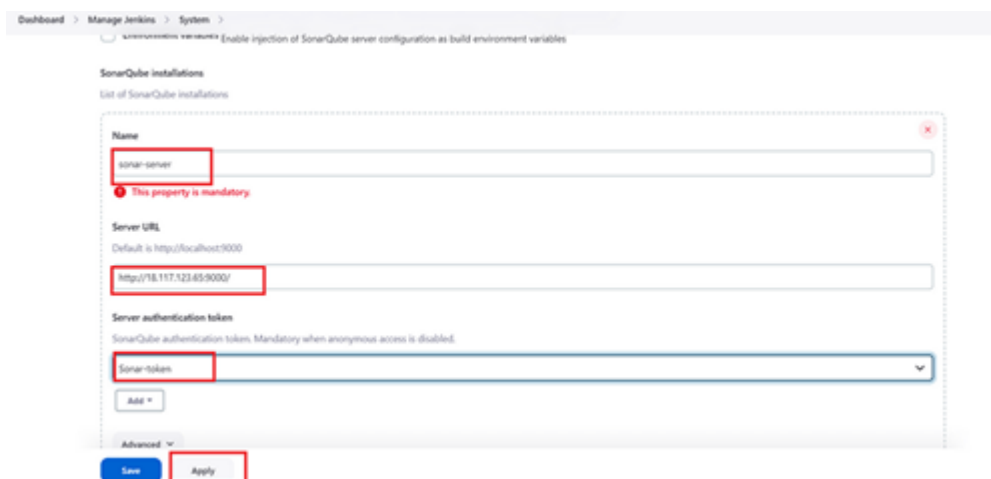 Dashboard > Manage Jenkins > System >
Environment variables Enable injection of SonarQube server configuration as build environment variables
SonarQube installations
List of SonarQube installations
Name
sonar-server
This property is mandatory.
Server URL
Default is http://localhost:9000
http://18.117.123.65:9000/
Server authentication token
SonarQube authentication token. Mandatory when anonymous access is disabled.
Sonar-token
Add
Advanced
Save Apply